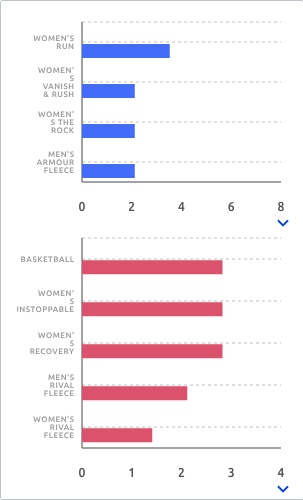 WOMEN'S
RUN
WOMEN'
S
VANISH
& RUSH
WOMEN'
S THE
ROCK
MEN'S
ARMOUR
FLEECE
0 2 4 6 8
BASKETBALL
WOMEN'
S
INSTOPPABLE
WOMEN'
S
RECOVERY
MEN'S
RIVAL
FLEECE
WOMEN'S
RIVAL
FLEECE
0 1 2 3 4